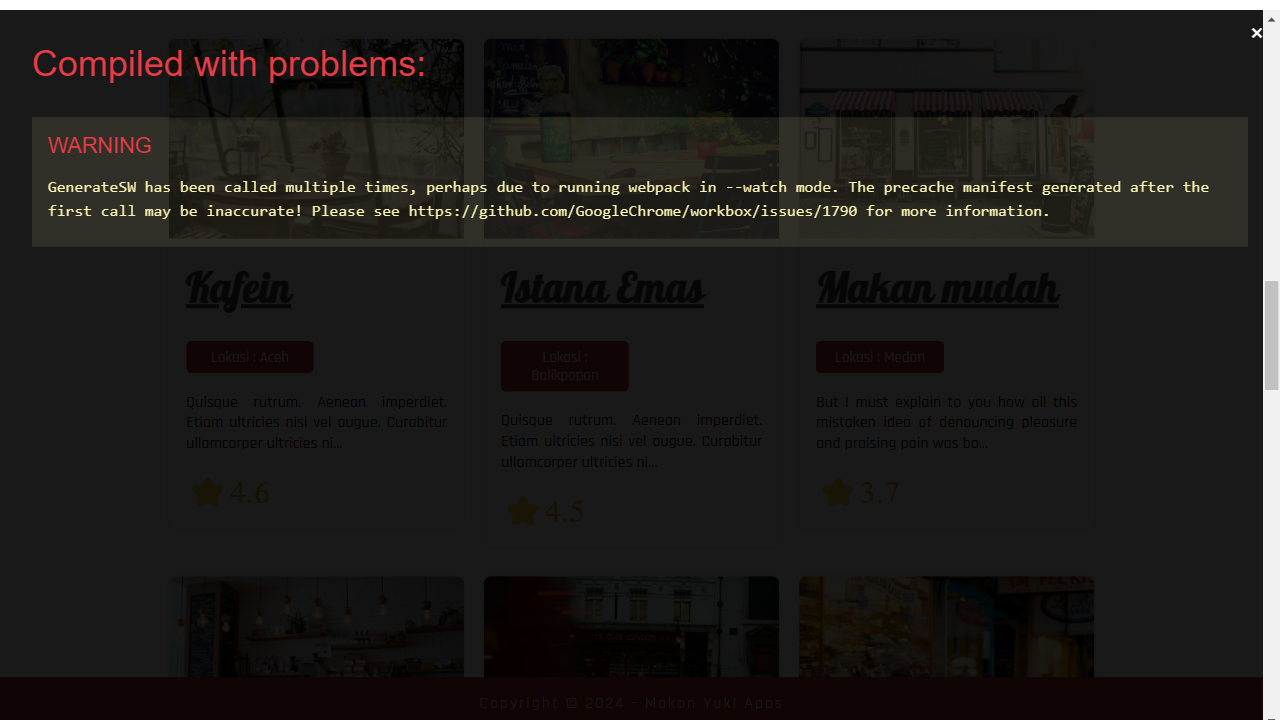 ×
Compiled with problems:
WARNING
GenerateSW has been called multiple times, perhaps due to running webpack in --watch mode. The precache manifest generated after the
first call may be inaccurate! Please see https://github.com/GoogleChrome/workbox/issues/1790 for more information.
Kafein
Lokasi : Aceh
Quisque rutrum. Aenean imperdiet.
Etiam ultricies nisi vel augue. Curabitur
ullamcorper ultricies ni...
4.6
Istana Emas
Lokasi :
Balikpapan
Quisque rutrum. Aenean imperdiet.
Etiam ultricies nisi vel augue. Curabitur
ullamcorper ultricies ni...
4.5
Makan mudah
Lokasi : Medan
But I must explain to you how all this
mistaken idea of denouncing pleasure
and praising pain was bo...
3.7
Copyright © 2024 - Makan Yuk! Apps